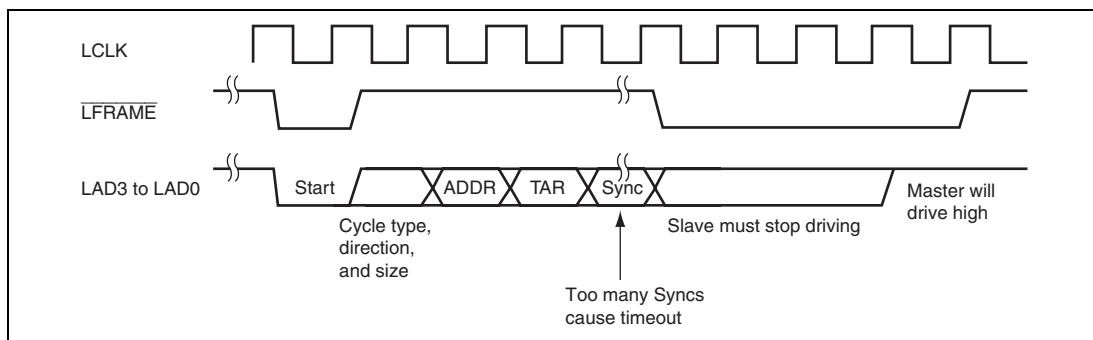 LCLK
LFRAME
LAD3 to LAD0
Start
ADDR
TAR
Sync
Cycle type,
direction,
and size
Slave must stop driving
Master will
drive high
Too many Syncs
cause timeout